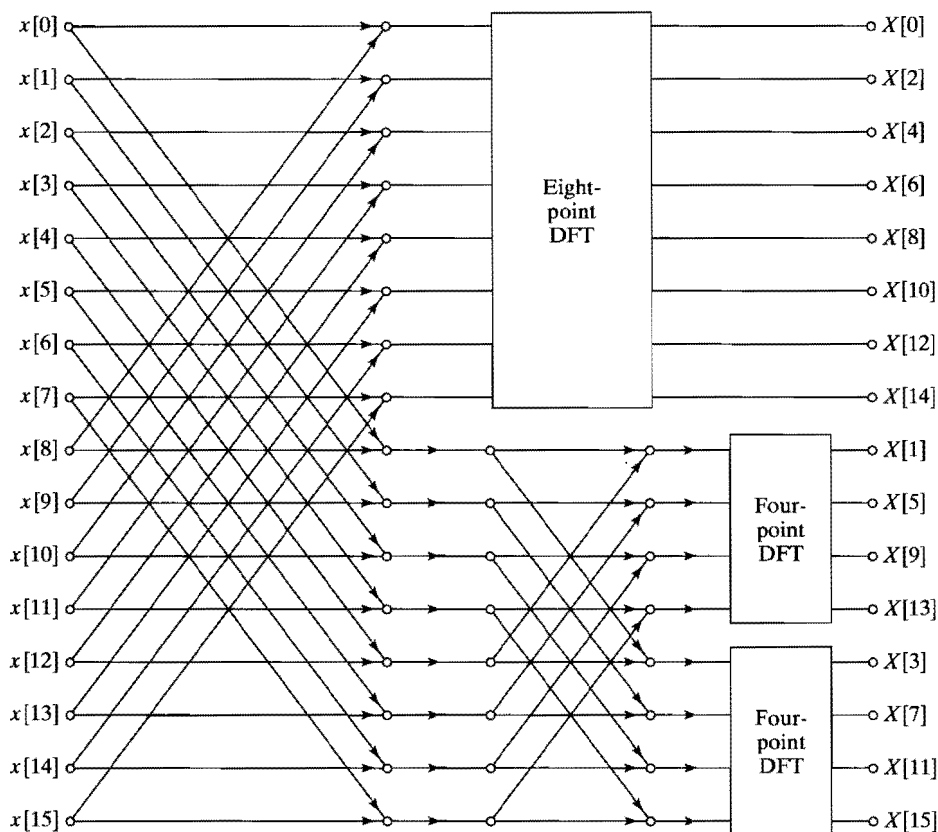 x[0]
x[1]
x[2]
x[3]
x[4]
x[5]
x[6]
x[7]
x[8]
x[9]
x[10]
x[11]
x[12]
x[13]
x[14]
x[15]
Eight-
point
DFT
Four-
point
DFT
Four-
point
DFT
X[0]
X[2]
X[4]
X[6]
X[8]
X[10]
X[12]
X[14]
X[1]
X[5]
X[9]
X[13]
X[3]
X[7]
X[11]
X[15]